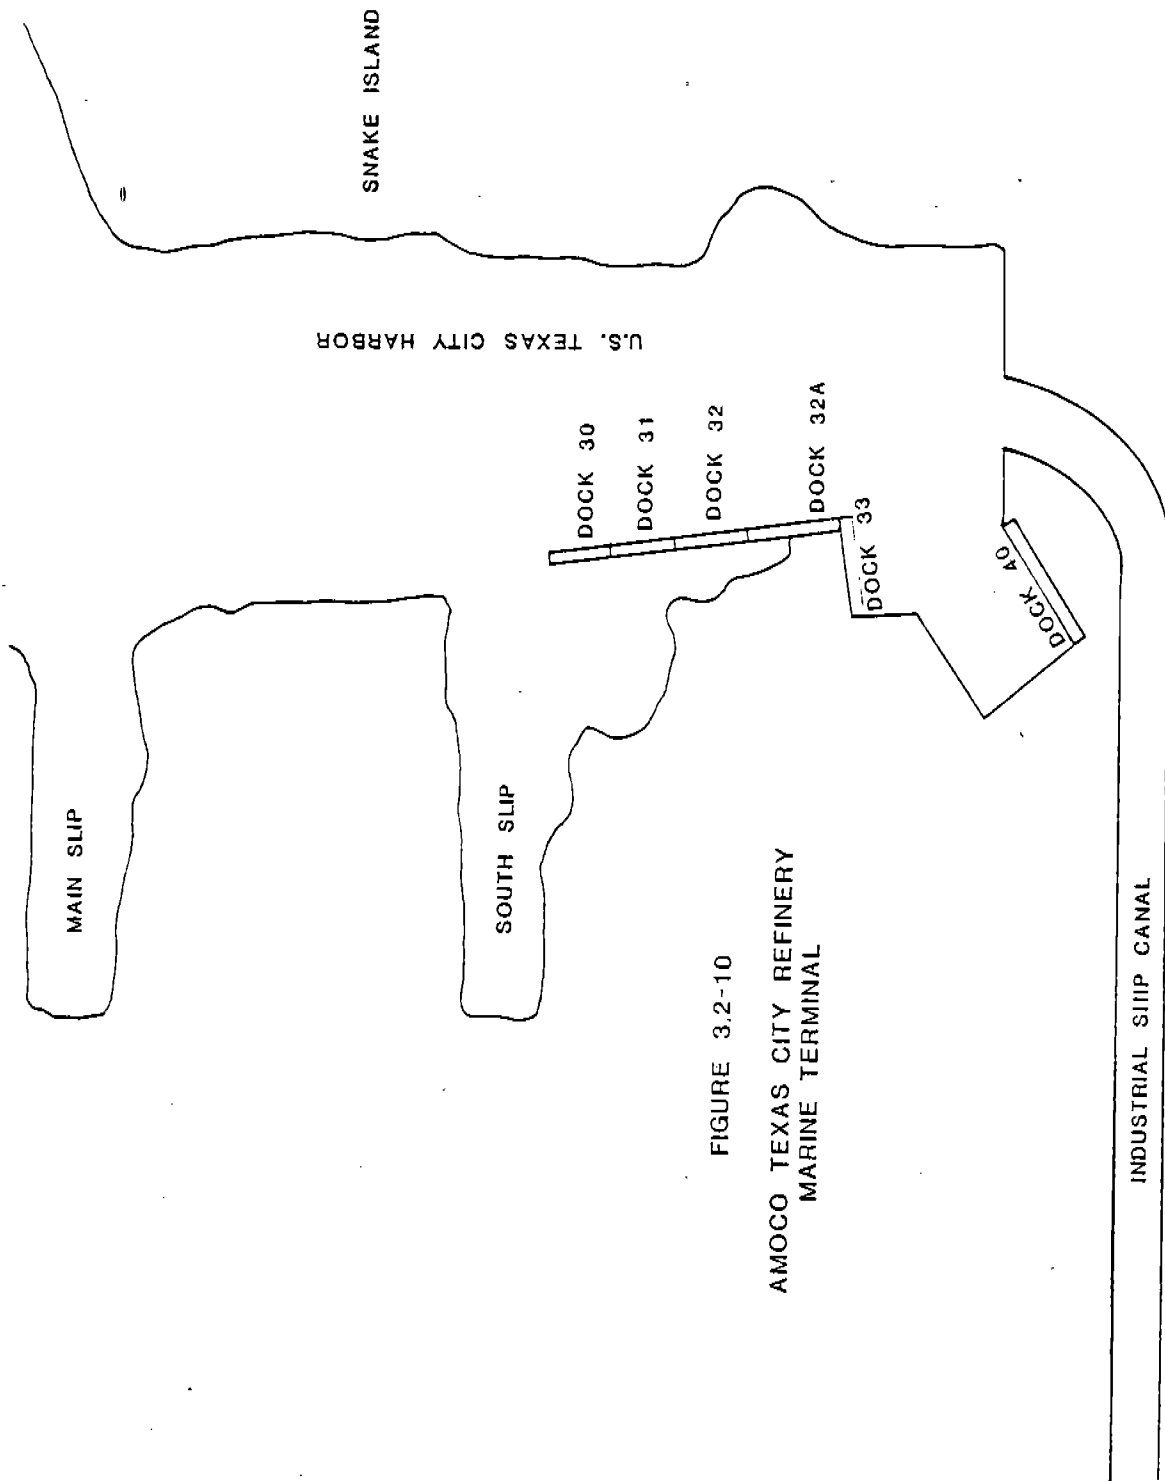 SNAKE ISLAND
U.S. TEXAS CITY HARBOR
DOCK 30
DOCK 31
DOCK 32
DOCK 32A
DOCK 33
DOCK 40
MAIN SLIP
SOUTH SLIP
FIGURE 3.2-10
AMOCO TEXAS CITY REFINERY
MARINE TERMINAL
INDUSTRIAL SHIP CANAL